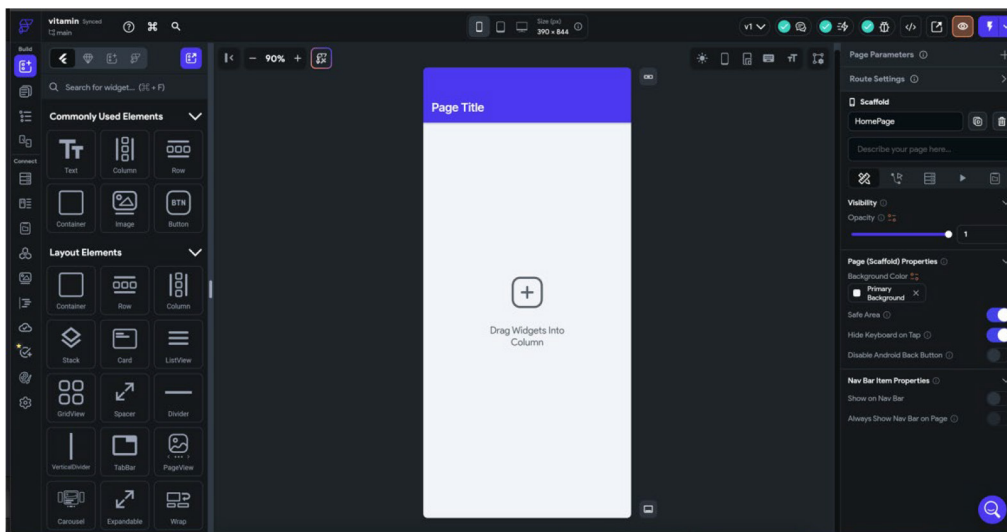 vitamin Synced
main
Size (px)
390 × 844
v1
Build
Connect
90%
Search for widget... (⌘ + F)
Commonly Used Elements
Text
Column
Row
Container
Image
BTN
Button
Layout Elements
Container
Row
Column
Stack
Card
ListView
GridView
Spacer
Divider
VerticalDivider
TabBar
PageView
Carousel
Expandable
Wrap
Page Title
Drag Widgets Into
Column
Page Parameters
Route Settings
Scaffold
HomePage
Describe your page here...
Visibility
Opacity
1
Page (Scaffold) Properties
Background Color
Primary
Background
Safe Area
Hide Keyboard on Tap
Disable Android Back Button
Nav Bar Item Properties
Show on Nav Bar
Always Show Nav Bar on Page